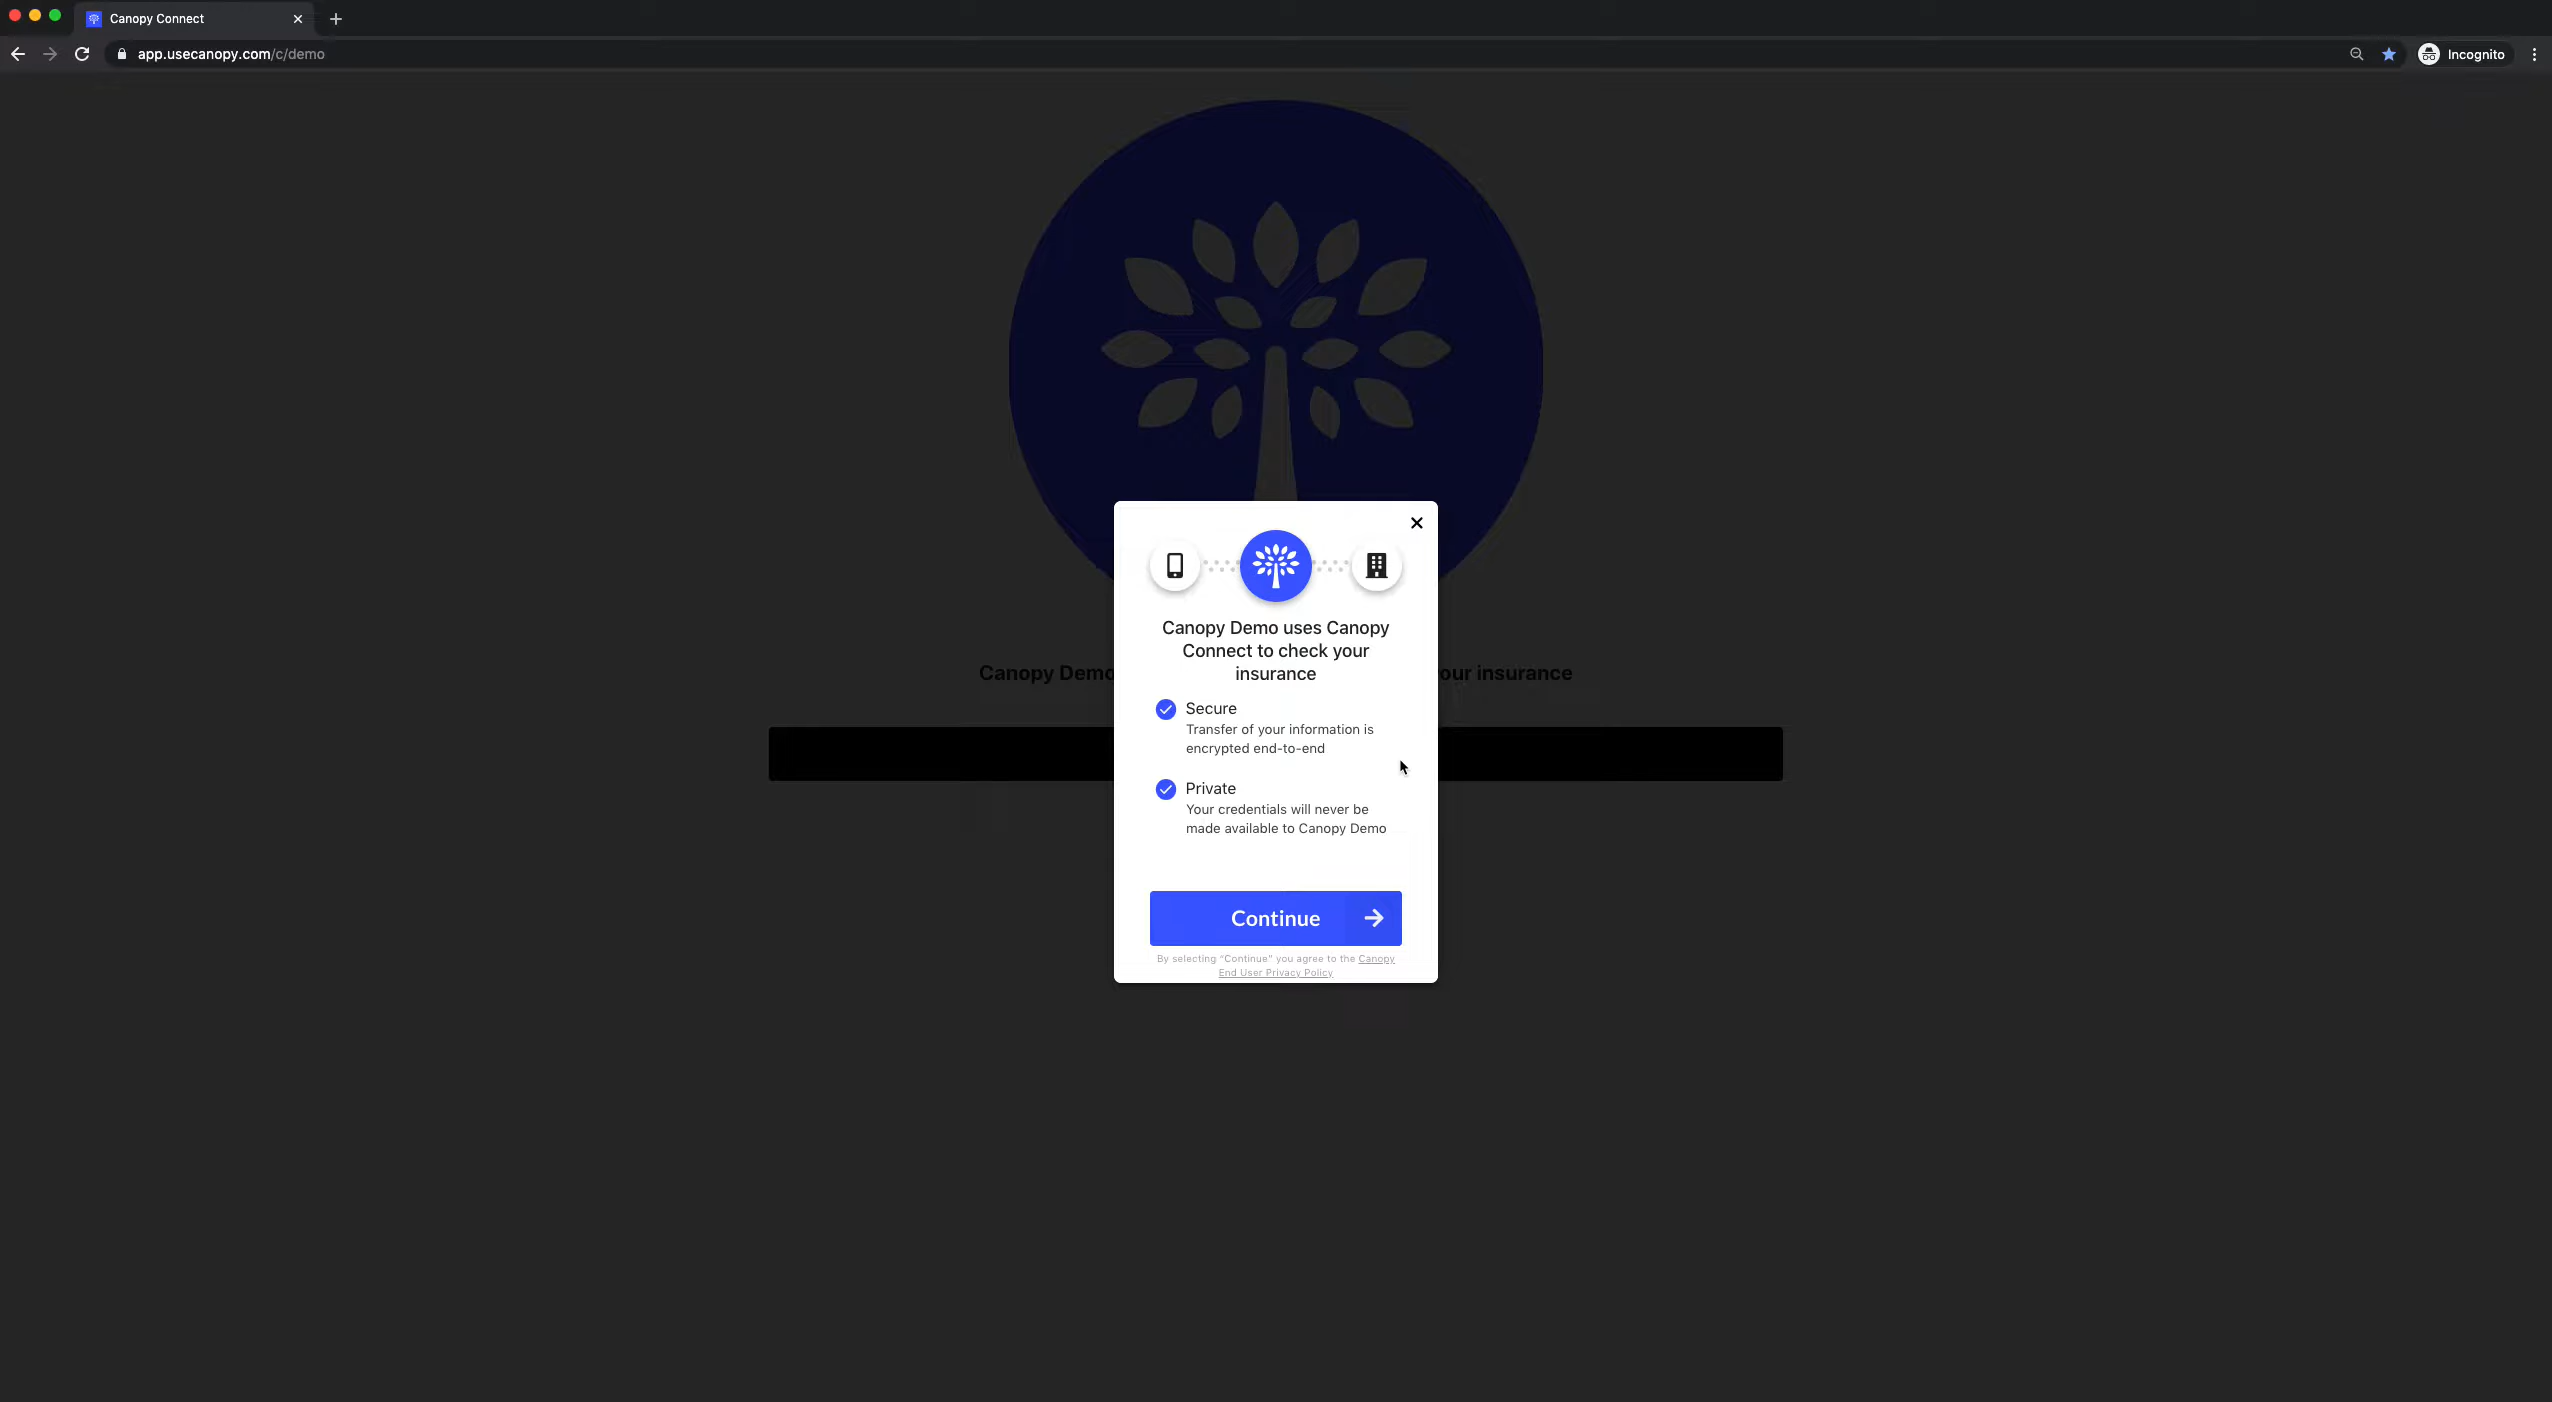 Canopy Connect
app.usecanopy.com/c/demo
Incognito
Canopy Demo uses Canopy
Connect to check your
insurance
Canopy Demo
our insurance
Secure
Transfer of your information is
encrypted end-to-end
Private
Your credentials will never be
made available to Canopy Demo
Continue
By selecting "Continue" you agree to the Canopy
End User Privacy Policy